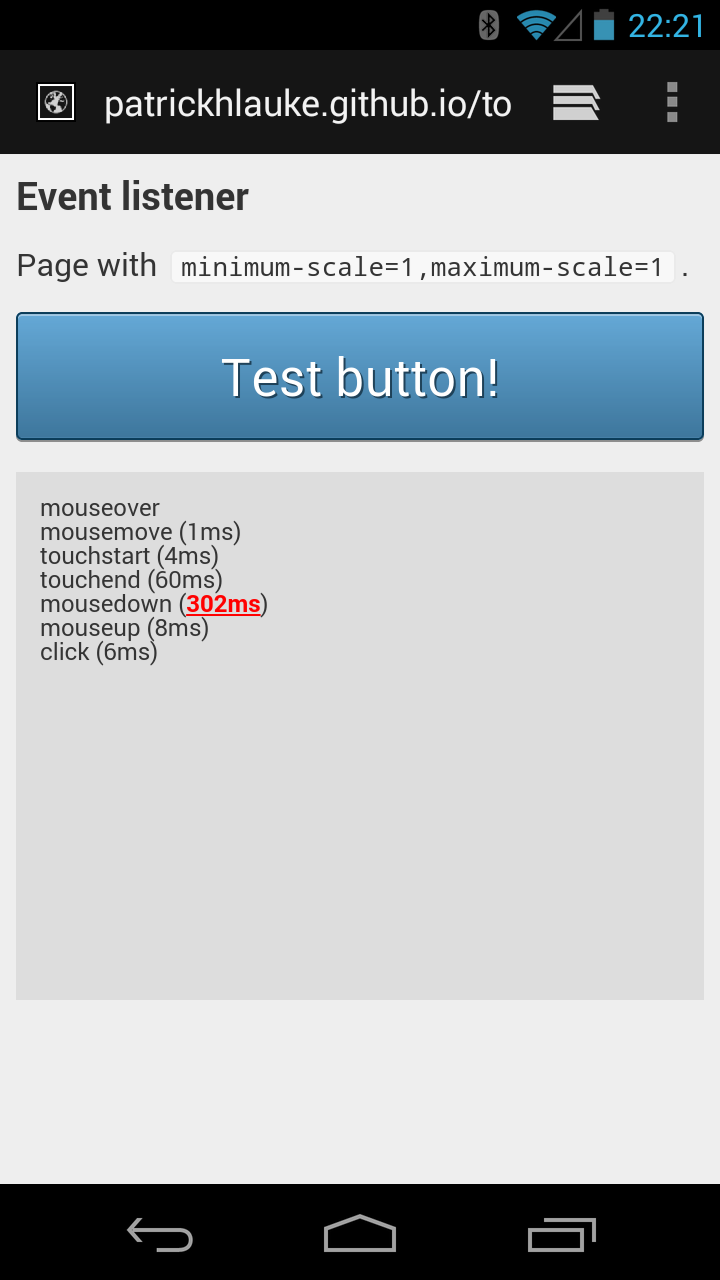 22:21
patrickhlauke.github.io/to
Event listener
Page with minimum-scale=1,maximum-scale=1 .
Test button!
mouseover
mousemove (1ms)
touchstart (4ms)
touchend (60ms)
mousedown (302ms)
mouseup (8ms)
click (6ms)